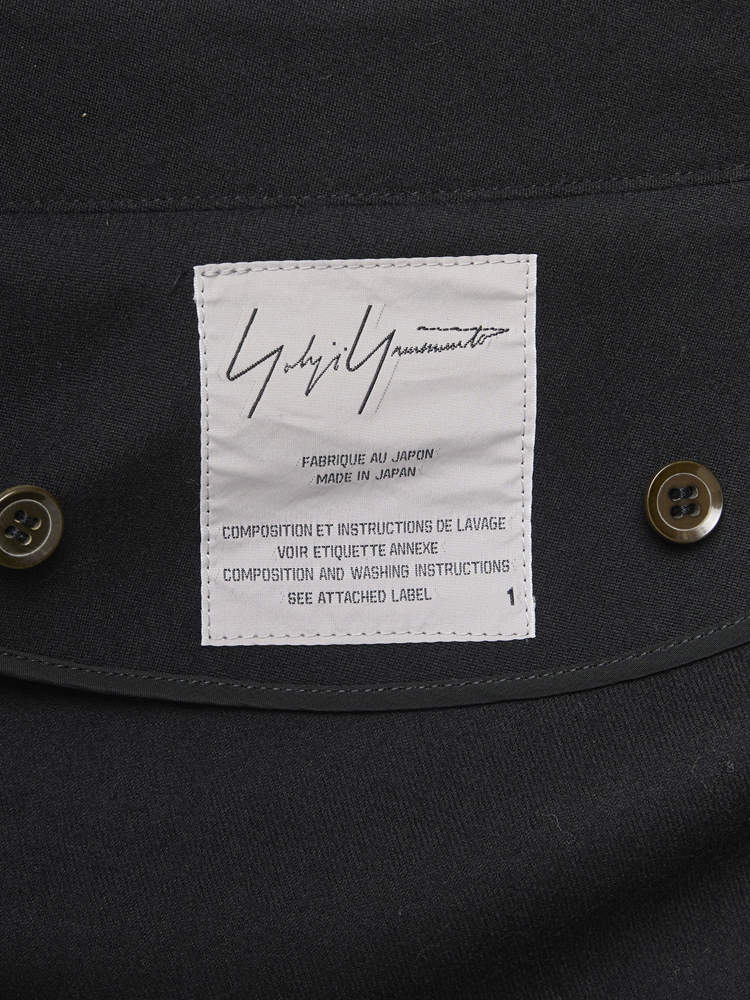 Yohji Yamamoto
FABRIQUE AU JAPON
MADE IN JAPAN
COMPOSITION ET INSTRUCTIONS DE LAVAGE
VOIR ETIQUETTE ANNEXE
COMPOSITION AND WASHING INSTRUCTIONS
SEE ATTACHED LABEL 1